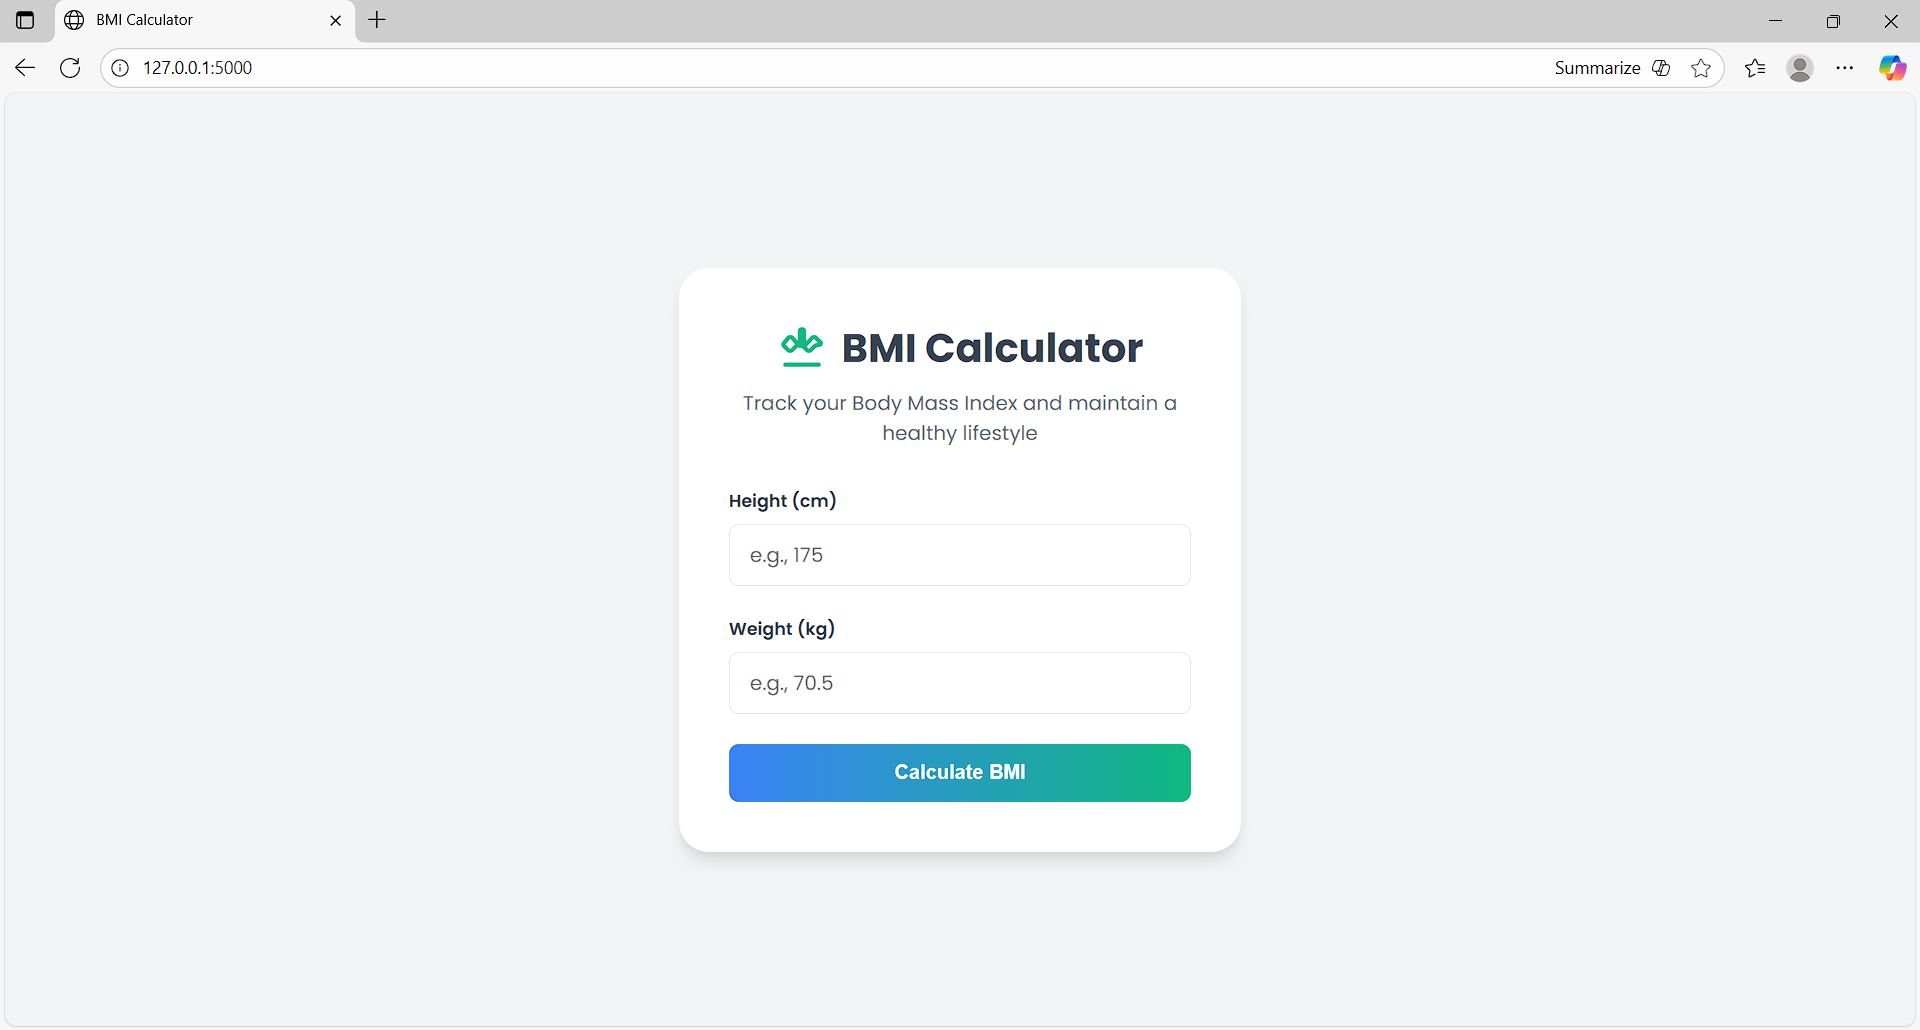 BMI Calculator
127.0.0.1:5000
Summarize
BMI Calculator
Track your Body Mass Index and maintain a
healthy lifestyle
Height (cm)
e.g., 175
Weight (kg)
e.g., 70.5
Calculate BMI